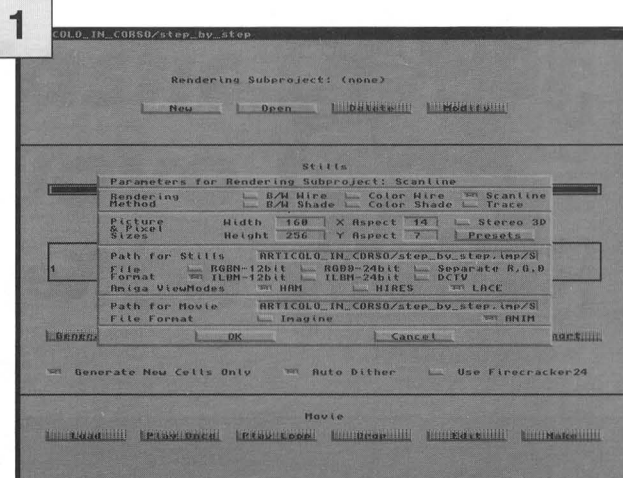 1
COLO_IN_CORSO/step_by_step
Rendering Subproject: (none)
New Open Delete Modify
Stills
Parameters for Rendering Subproject: Scanline
Rendering Method B/W Wire Color Wire Scanline
B/W Shade Color Shade Trace
Picture & Pixel Sizes Width 160 X Aspect 14 Stereo 3D
Height 256 Y Aspect 7 Presets
Path for Stills ARTICOLO_IN_CORSO/step_by_step.imp/S
1
File Format RGBN-12bit RGB8-24bit Separate R,G,B
ILBM-12bit ILBM-24bit DCTV
Amiga ViewModes HAM HIRES LACE
Path for Movie ARTICOLO_IN_CORSO/step_by_step.imp/S
File Format Imagine ANIM
Gener OK Cancel
Generate New Cells Only Auto Dither Use Firecracker24
Movie
Load Play Once Play Loop Drop Edit Make